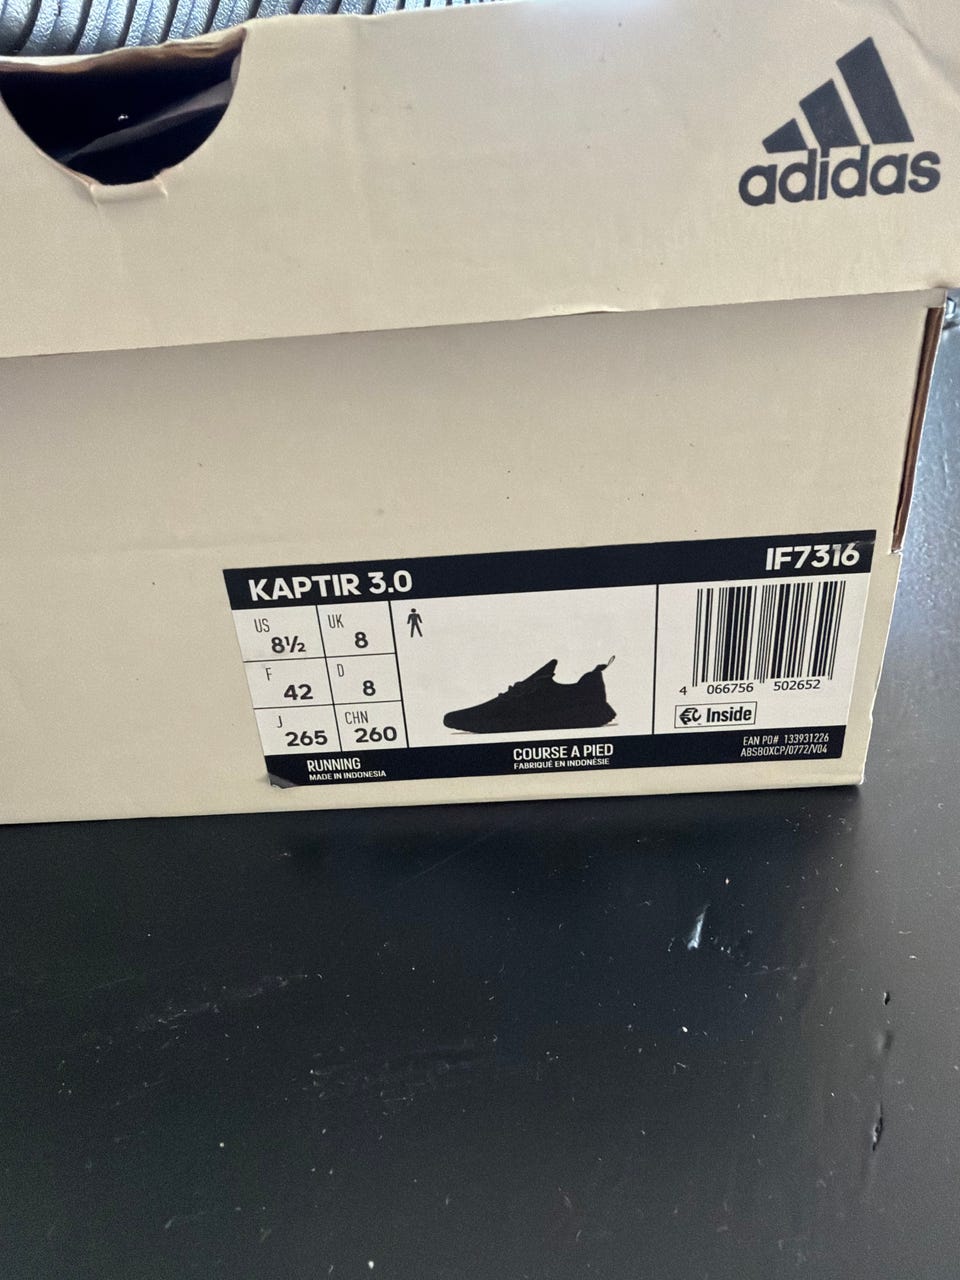 adidas
KAPTIR 3.0
IF7316
US 8½
UK 8
F 42
D 8
J 265
CHN 260
4 066756 502652
Inside
RUNNING
MADE IN INDONESIA
COURSE A PIED
FABRIQUÉ EN INDONÉSIE
EAN PO# 133931226
ABSBOXCP/0772/V04